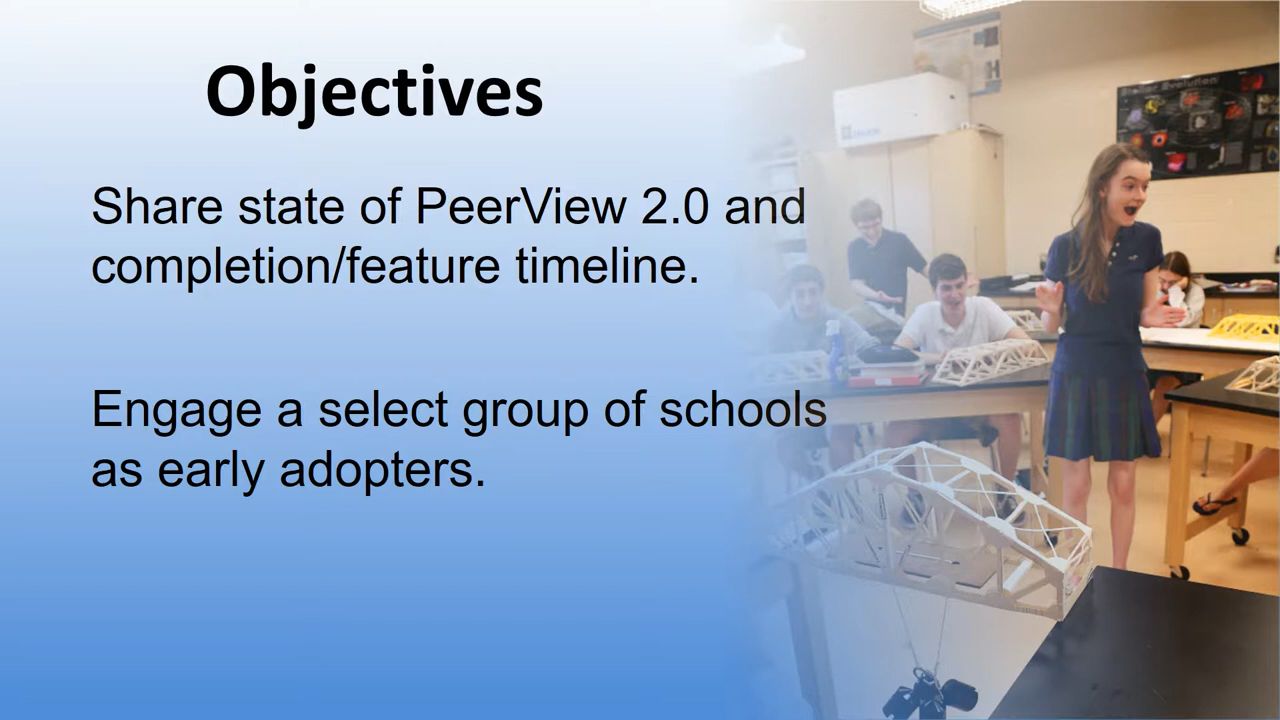 Objectives
Share state of PeerView 2.0 and
completion/feature timeline.
Engage a select group of schools
as early adopters.